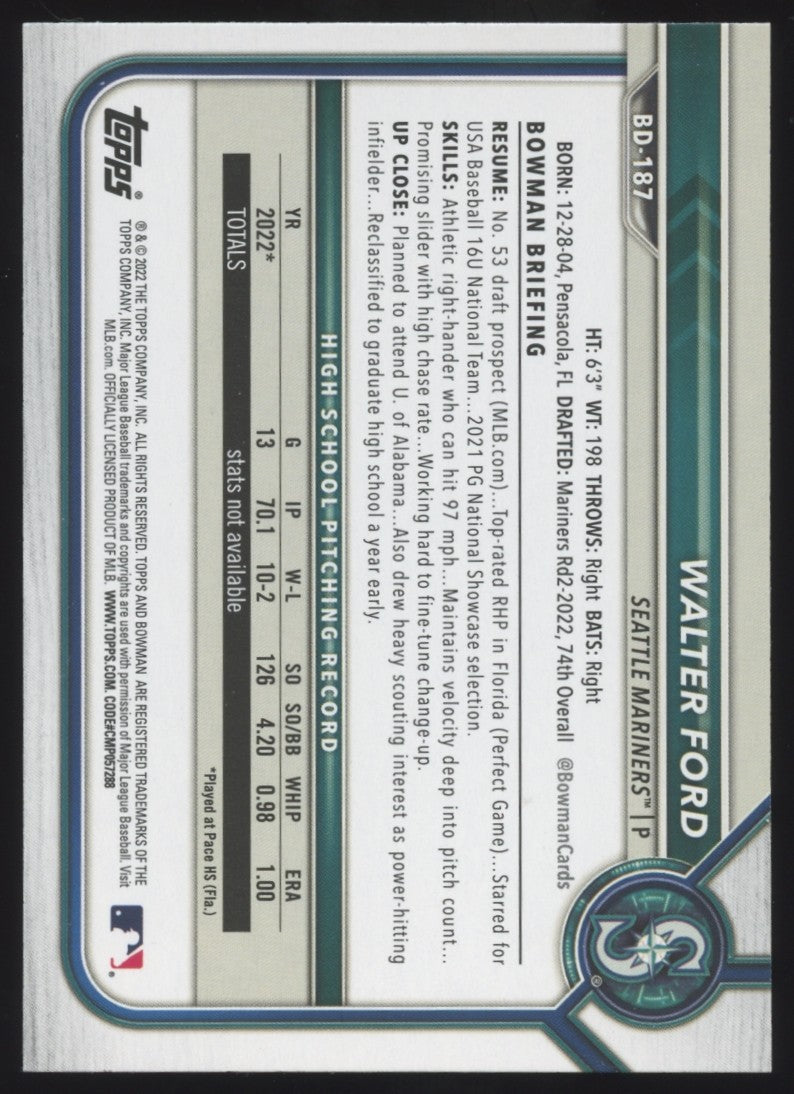 BD-187
WALTER FORD
SEATTLE MARINERS™ | P
HT: 6'3" WT: 198 THROWS: Right BATS: Right
BORN: 12-28-04, Pensacola, FL DRAFTED: Mariners Rd2-2022, 74th Overall @BowmanCards
BOWMAN BRIEFING
RESUME: No. 53 draft prospect (MLB.com)...Top-rated RHP in Florida (Perfect Game)...Starred for
USA Baseball 16U National Team...2021 PG National Showcase selection.
SKILLS: Athletic right-hander who can hit 97 mph...Maintains velocity deep into pitch count...
Promising slider with high chase rate...Working hard to fine-tune change-up.
UP CLOSE: Planned to attend U. of Alabama...Also drew heavy scouting interest as power-hitting
infielder...Reclassified to graduate high school a year early.
HIGH SCHOOL PITCHING RECORD
YR G IP W-L SO SO/BB WHIP ERA
2022* 13 70.1 10-2 126 4.20 0.98 1.00
TOTALS stats not available
*Played at Pace HS (Fla.)
topps®
® & © 2022 THE TOPPS COMPANY, INC. ALL RIGHTS RESERVED. TOPPS AND BOWMAN ARE REGISTERED TRADEMARKS OF THE
TOPPS COMPANY, INC. Major League Baseball trademarks and copyrights are used with permission of Major League Baseball. Visit
MLB.com. OFFICIALLY LICENSED PRODUCT OF MLB. WWW.TOPPS.COM. CODE#CMP057288